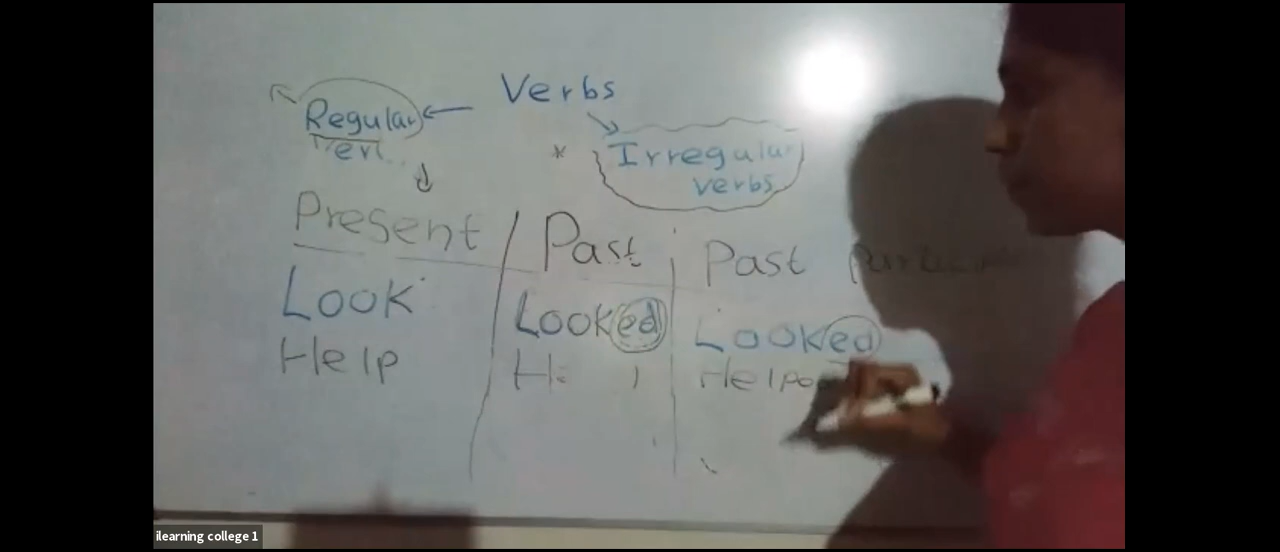 Verbs
Regular
Irregular
verbs
Present Past Past
Look Looked Looked
Help
ilearning college 1